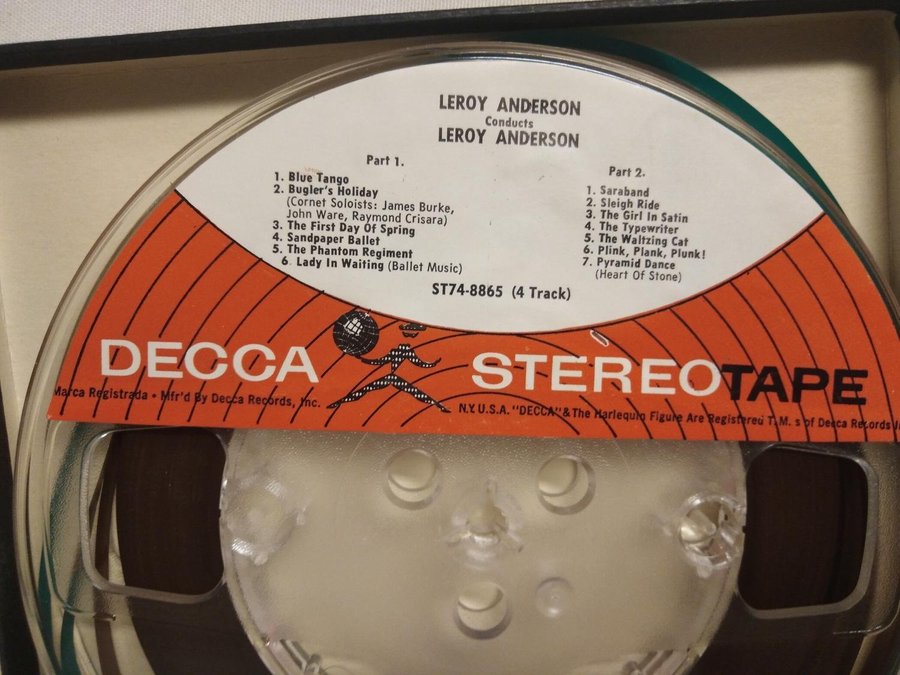 LEROY ANDERSON
Conducts
LEROY ANDERSON
Part 1.
1. Blue Tango
2. Bugler's Holiday
(Cornet Soloists: James Burke,
John Ware, Raymond Crisara)
3. The First Day Of Spring
4. Sandpaper Ballet
5. The Phantom Regiment
6. Lady In Waiting (Ballet Music)
Part 2.
1. Saraband
2. Sleigh Ride
3. The Girl In Satin
4. The Typewriter
5. The Waltzing Cat
6. Plink, Plank, Plunk!
7. Pyramid Dance
(Heart Of Stone)
ST74-8865 (4 Track)
DECCA STEREOTAPE
Marca Registrada • Mfr'd By Decca Records, Inc. N.Y. U.S.A. "DECCA" & The Harlequin Figure Are Registered T.M. s of Decca Records